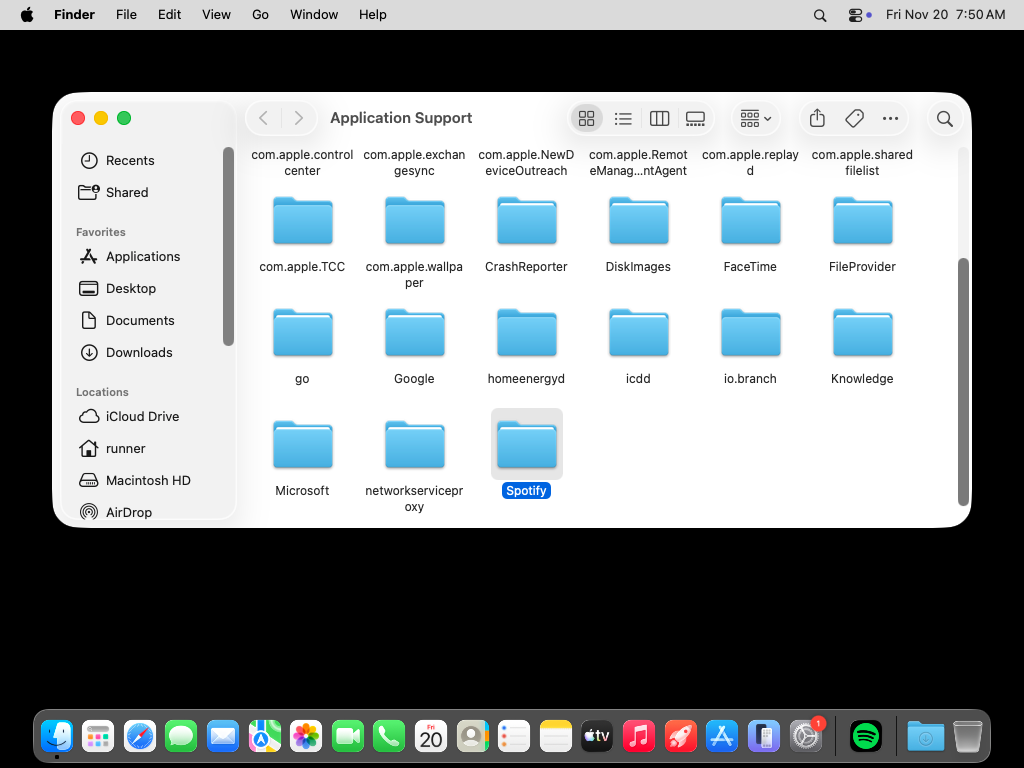 Finder File Edit View Go Window Help Fri Nov 20 7:50 AM
Application Support
Recents
Shared
Favorites
Applications
Desktop
Documents
Downloads
Locations
iCloud Drive
runner
Macintosh HD
AirDrop
com.apple.control
center
com.apple.exchan
gesync
com.apple.NewD
eviceOutreach
com.apple.Remot
eManag...ntAgent
com.apple.replay
d
com.apple.shared
filelist
com.apple.TCC
com.apple.wallpa
per
CrashReporter
DiskImages
FaceTime
FileProvider
go
Google
homeenergyd
icdd
io.branch
Knowledge
Microsoft
networkservicepr
oxy
Spotify
Fri
20
tv
1